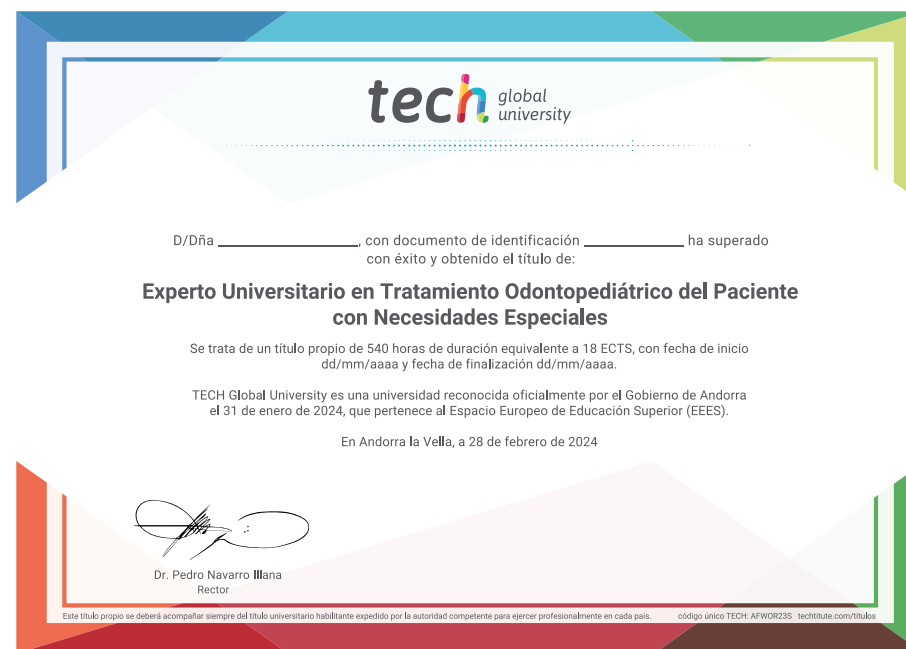 tech global university
D/Dña ____________________, con documento de identificación ______________ ha superado
con éxito y obtenido el título de:
Experto Universitario en Tratamiento Odontopediátrico del Paciente
con Necesidades Especiales
Se trata de un título propio de 540 horas de duración equivalente a 18 ECTS, con fecha de inicio
dd/mm/aaaa y fecha de finalización dd/mm/aaaa.
TECH Global University es una universidad reconocida oficialmente por el Gobierno de Andorra
el 31 de enero de 2024, que pertenece al Espacio Europeo de Educación Superior (EEES).
En Andorra la Vella, a 28 de febrero de 2024
Dr. Pedro Navarro Illana
Rector
Este título propio se deberá acompañar siempre del título universitario habilitante expedido por la autoridad competente para ejercer profesionalmente en cada país. código único TECH: AFWOR23S techtitute.com/titulos